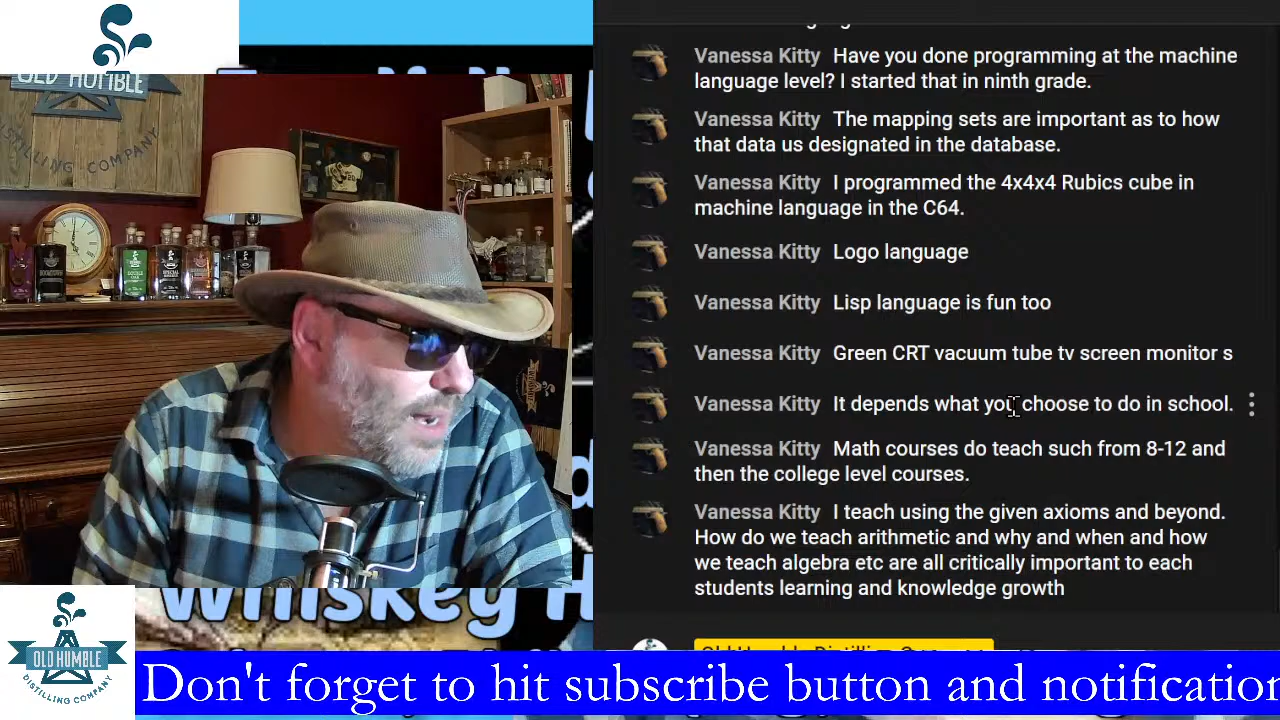 OLD HUMBLE
DISTILLING COMPANY
Vanessa Kitty Have you done programming at the machine
language level? I started that in ninth grade.
Vanessa Kitty The mapping sets are important as to how
that data us designated in the database.
Vanessa Kitty I programmed the 4x4x4 Rubics cube in
machine language in the C64.
Vanessa Kitty Logo language
Vanessa Kitty Lisp language is fun too
Vanessa Kitty Green CRT vacuum tube tv screen monitor s
Vanessa Kitty It depends what you choose to do in school.
Vanessa Kitty Math courses do teach such from 8-12 and
then the college level courses.
Vanessa Kitty I teach using the given axioms and beyond.
How do we teach arithmetic and why and when and how
we teach algebra etc are all critically important to each
students learning and knowledge growth
Whiskey
OLD HUMBLE
DISTILLING COMPANY
Don't forget to hit subscribe button and notification